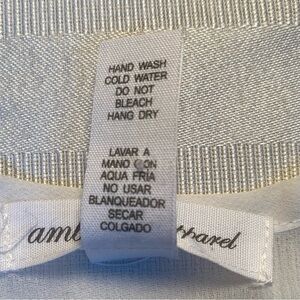 HAND WASH
COLD WATER
DO NOT
BLEACH
HANG DRY
LAVAR A
MANO CON
AQUA FRIA
NO USAR
BLANQUEADOR
SECAR
COLGADO